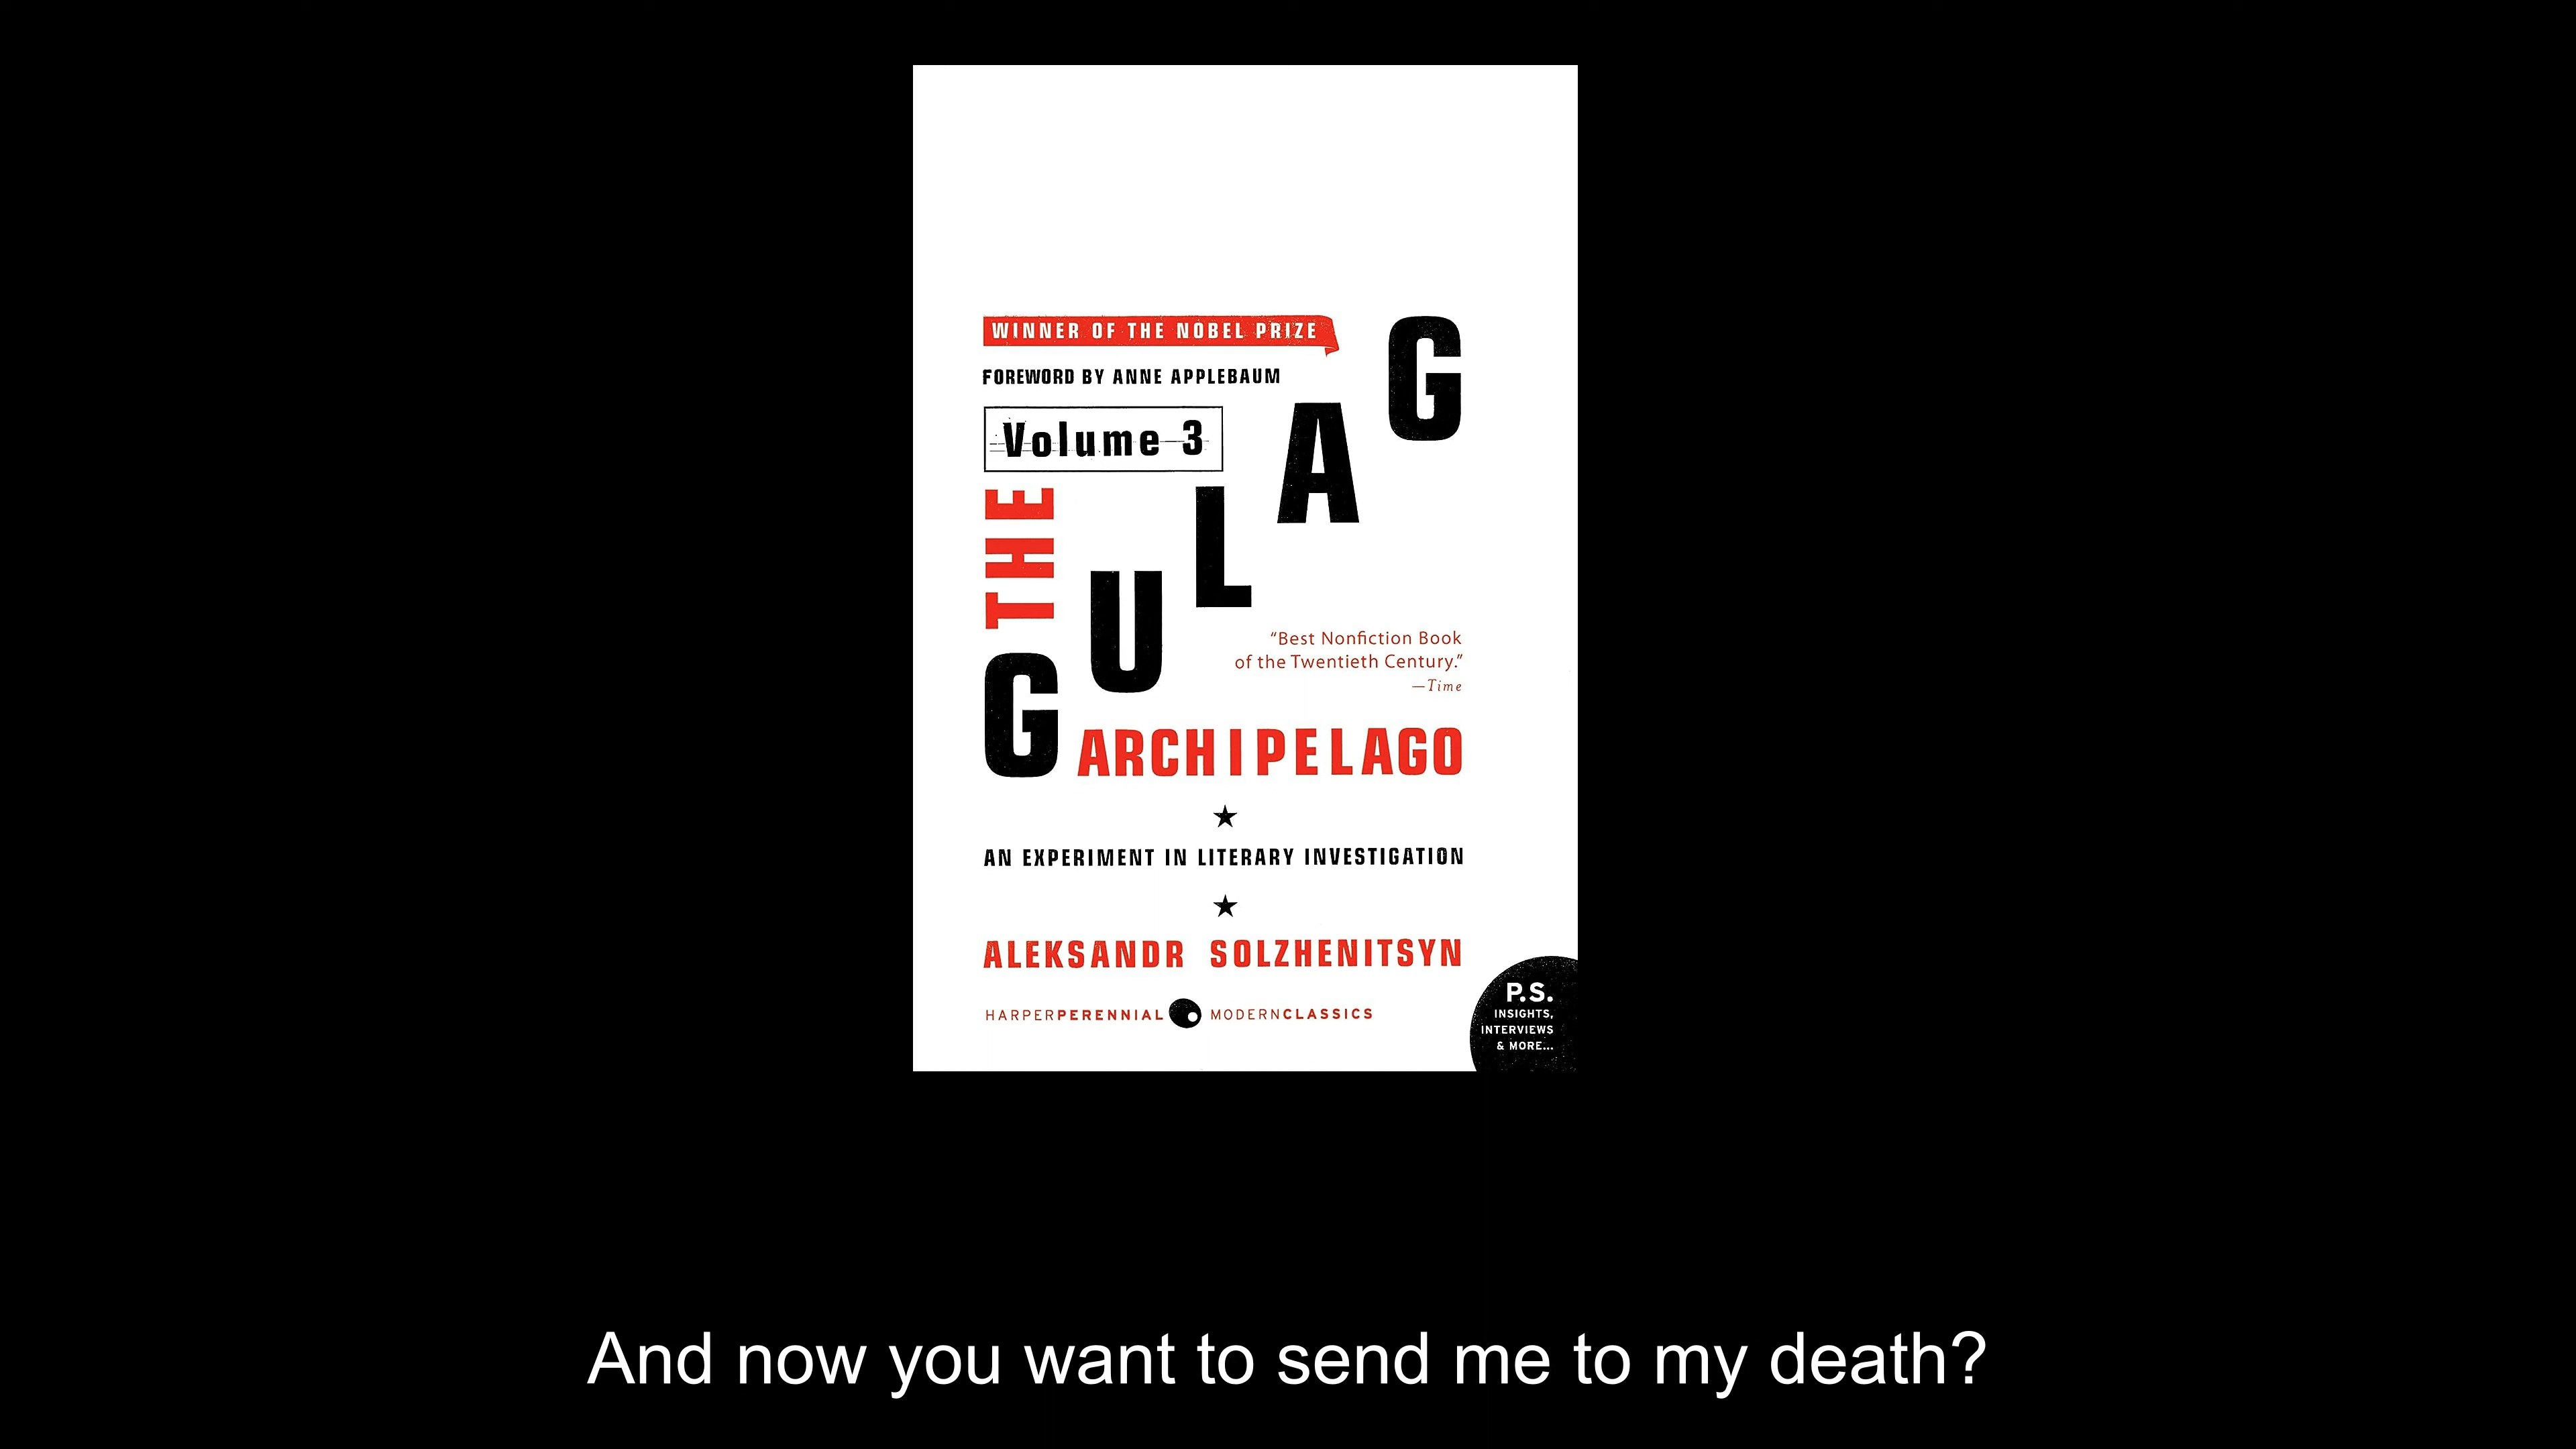 WINNER OF THE NOBEL PRIZE
FOREWORD BY ANNE APPLEBAUM
Volume 3
THE
GULAG
"Best Nonfiction Book
of the Twentieth Century."
—Time
ARCHIPELAGO
AN EXPERIMENT IN LITERARY INVESTIGATION
ALEKSANDR SOLZHENITSYN
HARPERPERENNIAL MODERNCLASSICS
P.S.
INSIGHTS,
INTERVIEWS
& MORE...
And now you want to send me to my death?